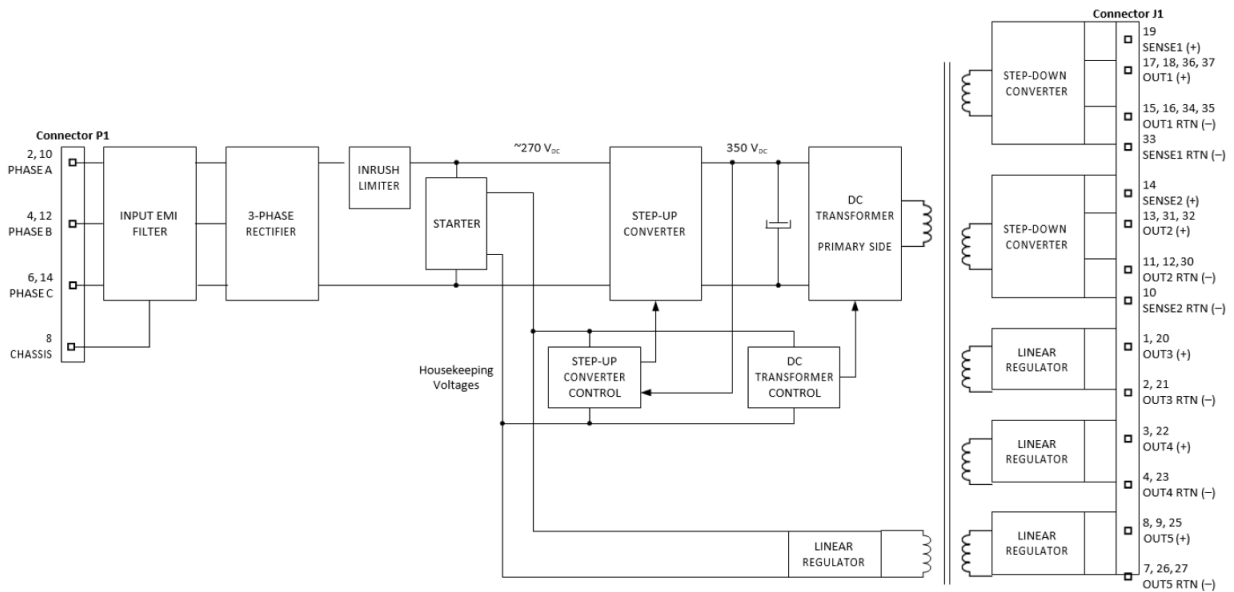 Connector P1
2, 10
PHASE A
4, 12
PHASE B
6, 14
PHASE C
8
CHASSIS
INPUT EMI
FILTER
3-PHASE
RECTIFIER
INRUSH
LIMITER
STARTER
~270 VDC
STEP-UP
CONVERTER
350 VDC
DC
TRANSFORMER
PRIMARY SIDE
Housekeeping
Voltages
STEP-UP
CONVERTER
CONTROL
DC
TRANSFORMER
CONTROL
LINEAR
REGULATOR
STEP-DOWN
CONVERTER
STEP-DOWN
CONVERTER
LINEAR
REGULATOR
LINEAR
REGULATOR
LINEAR
REGULATOR
Connector J1
19
SENSE1 (+)
17, 18, 36, 37
OUT1 (+)
15, 16, 34, 35
OUT1 RTN (−)
33
SENSE1 RTN (−)
14
SENSE2 (+)
13, 31, 32
OUT2 (+)
11, 12,30
OUT2 RTN (−)
10
SENSE2 RTN (−)
1, 20
OUT3 (+)
2, 21
OUT3 RTN (−)
3, 22
OUT4 (+)
4, 23
OUT4 RTN (−)
8, 9, 25
OUT5 (+)
7, 26, 27
OUT5 RTN (−)